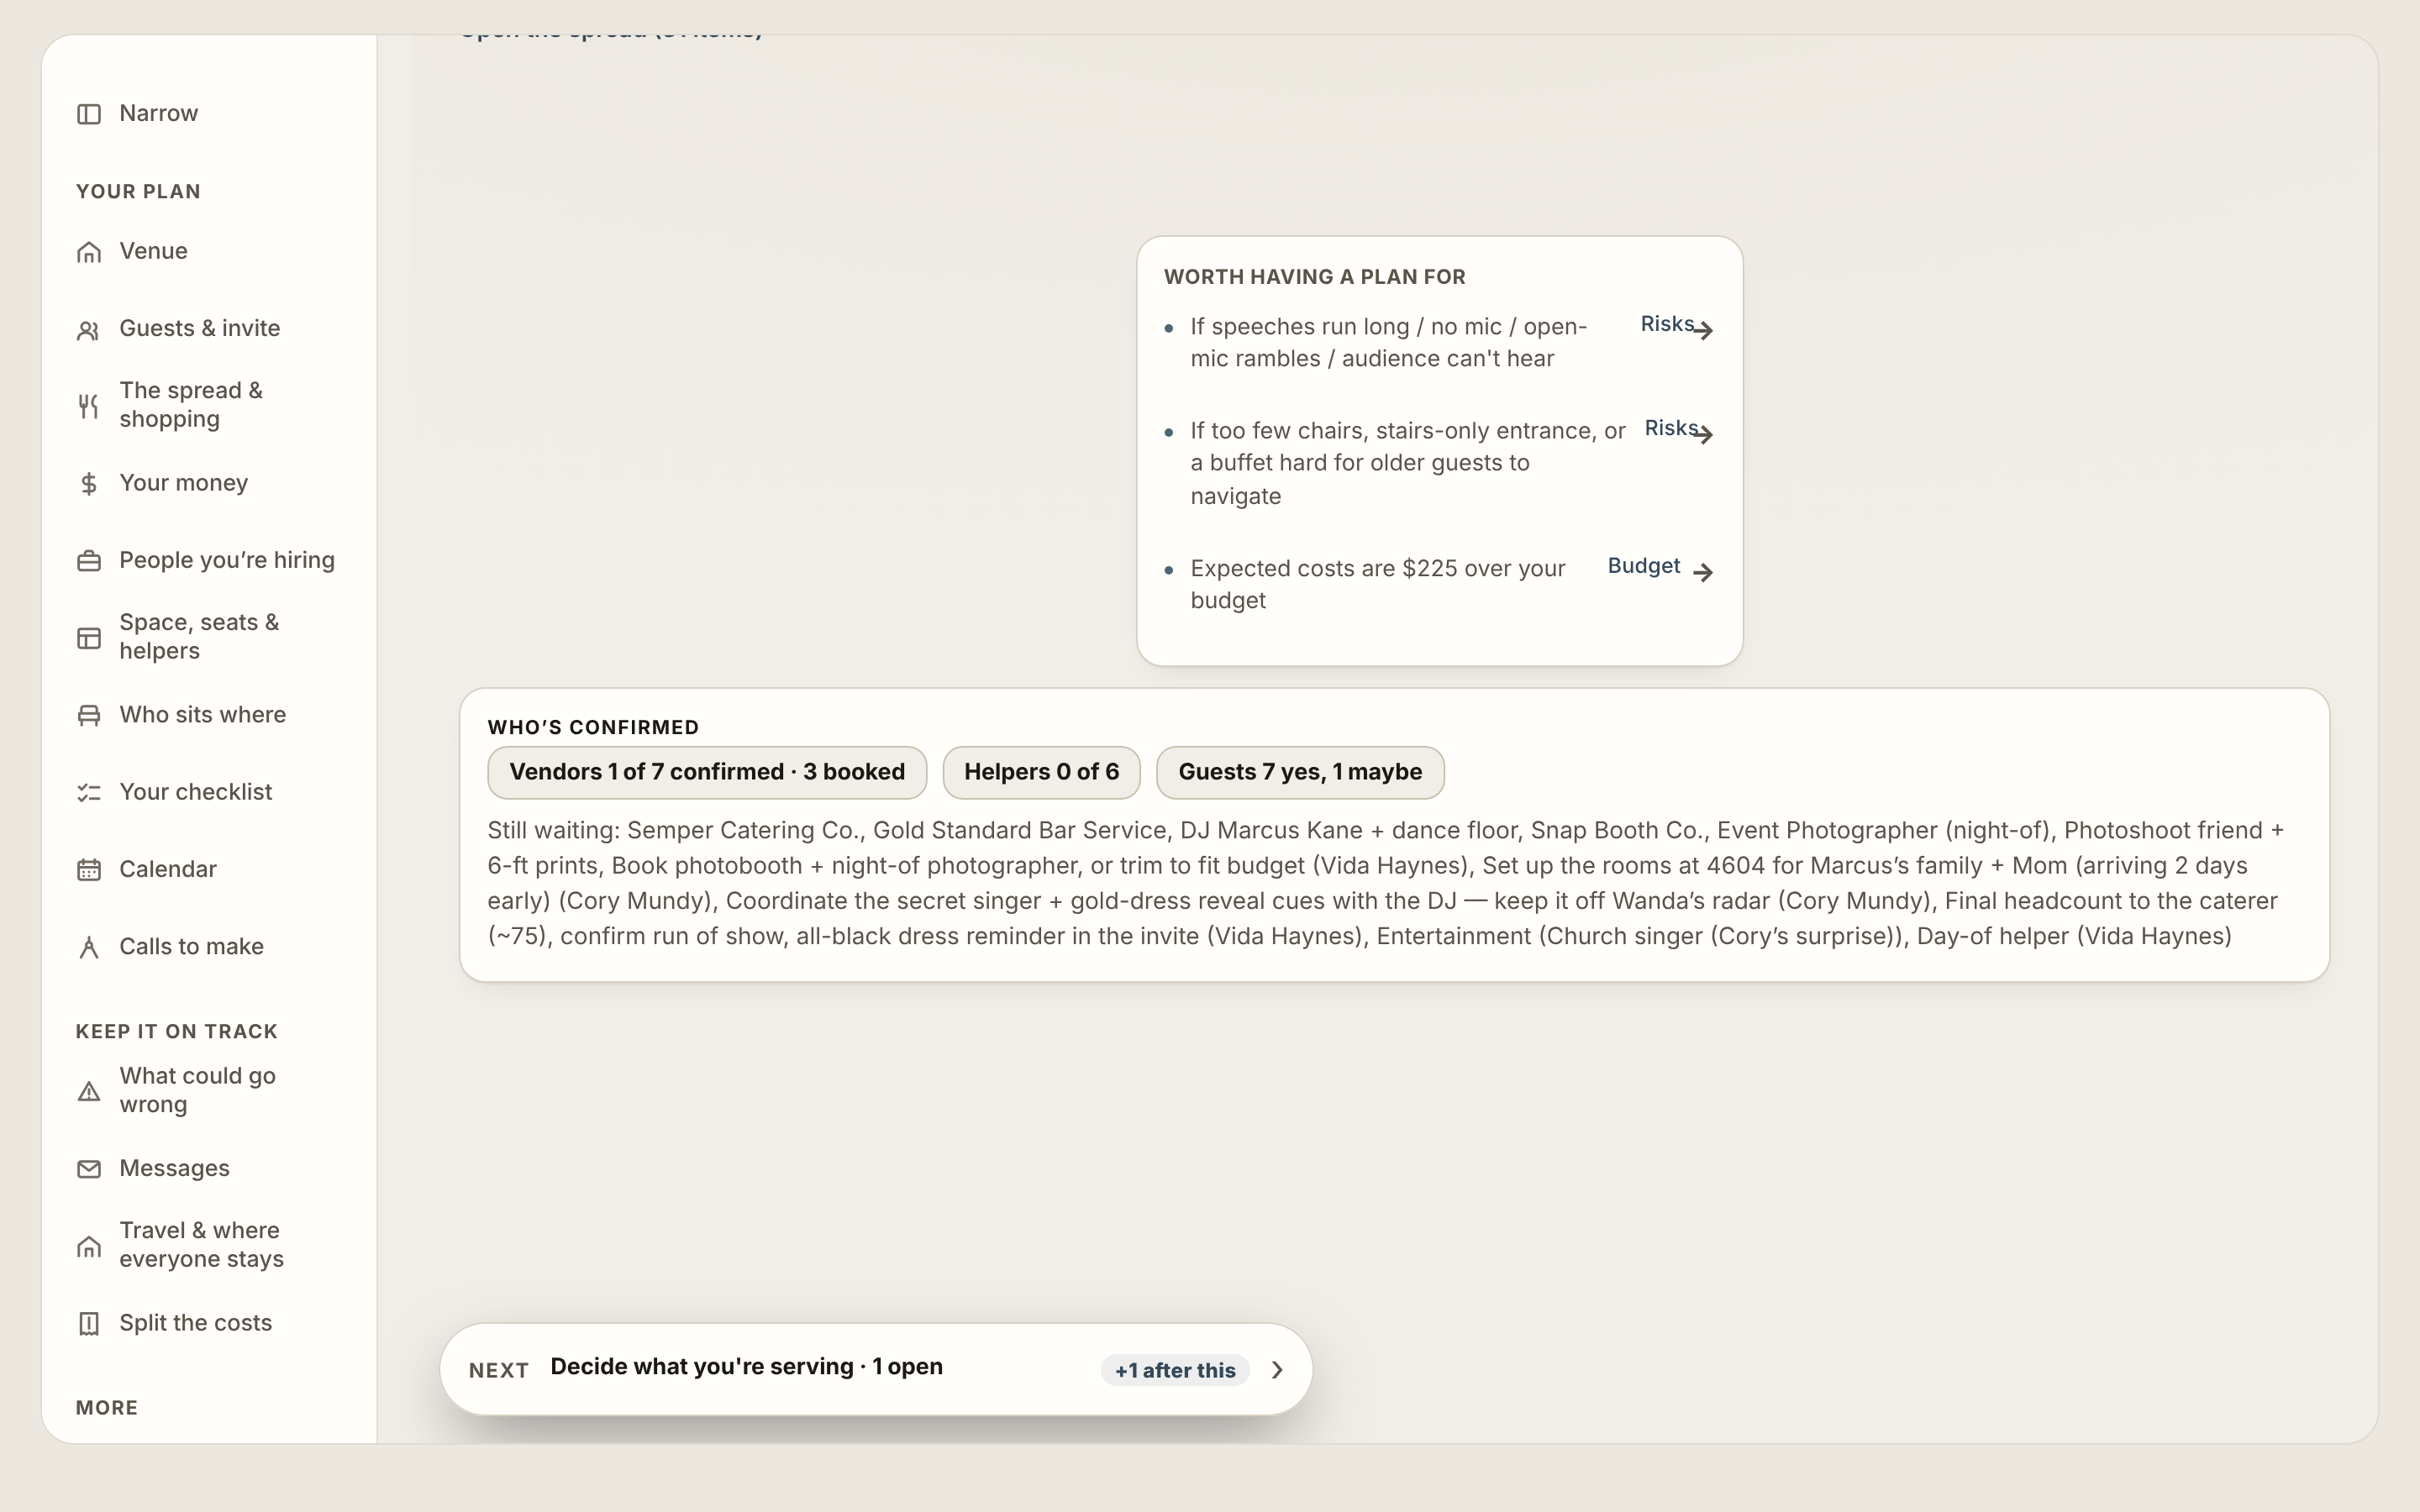 Narrow
YOUR PLAN
Venue
Guests & invite
The spread &
shopping
Your money
People you’re hiring
Space, seats &
helpers
Who sits where
Your checklist
Calendar
Calls to make
KEEP IT ON TRACK
What could go
wrong
Messages
Travel & where
everyone stays
Split the costs
MORE
Open the spread
WORTH HAVING A PLAN FOR
If speeches run long / no mic / open-
mic rambles / audience can't hear
Risks
If too few chairs, stairs-only entrance, or
a buffet hard for older guests to
navigate
Risks
Expected costs are $225 over your
budget
Budget
WHO’S CONFIRMED
Vendors 1 of 7 confirmed · 3 booked
Helpers 0 of 6
Guests 7 yes, 1 maybe
Still waiting: Semper Catering Co., Gold Standard Bar Service, DJ Marcus Kane + dance floor, Snap Booth Co., Event Photographer (night-of), Photoshoot friend +
6-ft prints, Book photobooth + night-of photographer, or trim to fit budget (Vida Haynes), Set up the rooms at 4604 for Marcus’s family + Mom (arriving 2 days
early) (Cory Mundy), Coordinate the secret singer + gold-dress reveal cues with the DJ — keep it off Wanda’s radar (Cory Mundy), Final headcount to the caterer
(~75), confirm run of show, all-black dress reminder in the invite (Vida Haynes), Entertainment (Church singer (Cory’s surprise)), Day-of helper (Vida Haynes)
NEXT
Decide what you're serving · 1 open
+1 after this